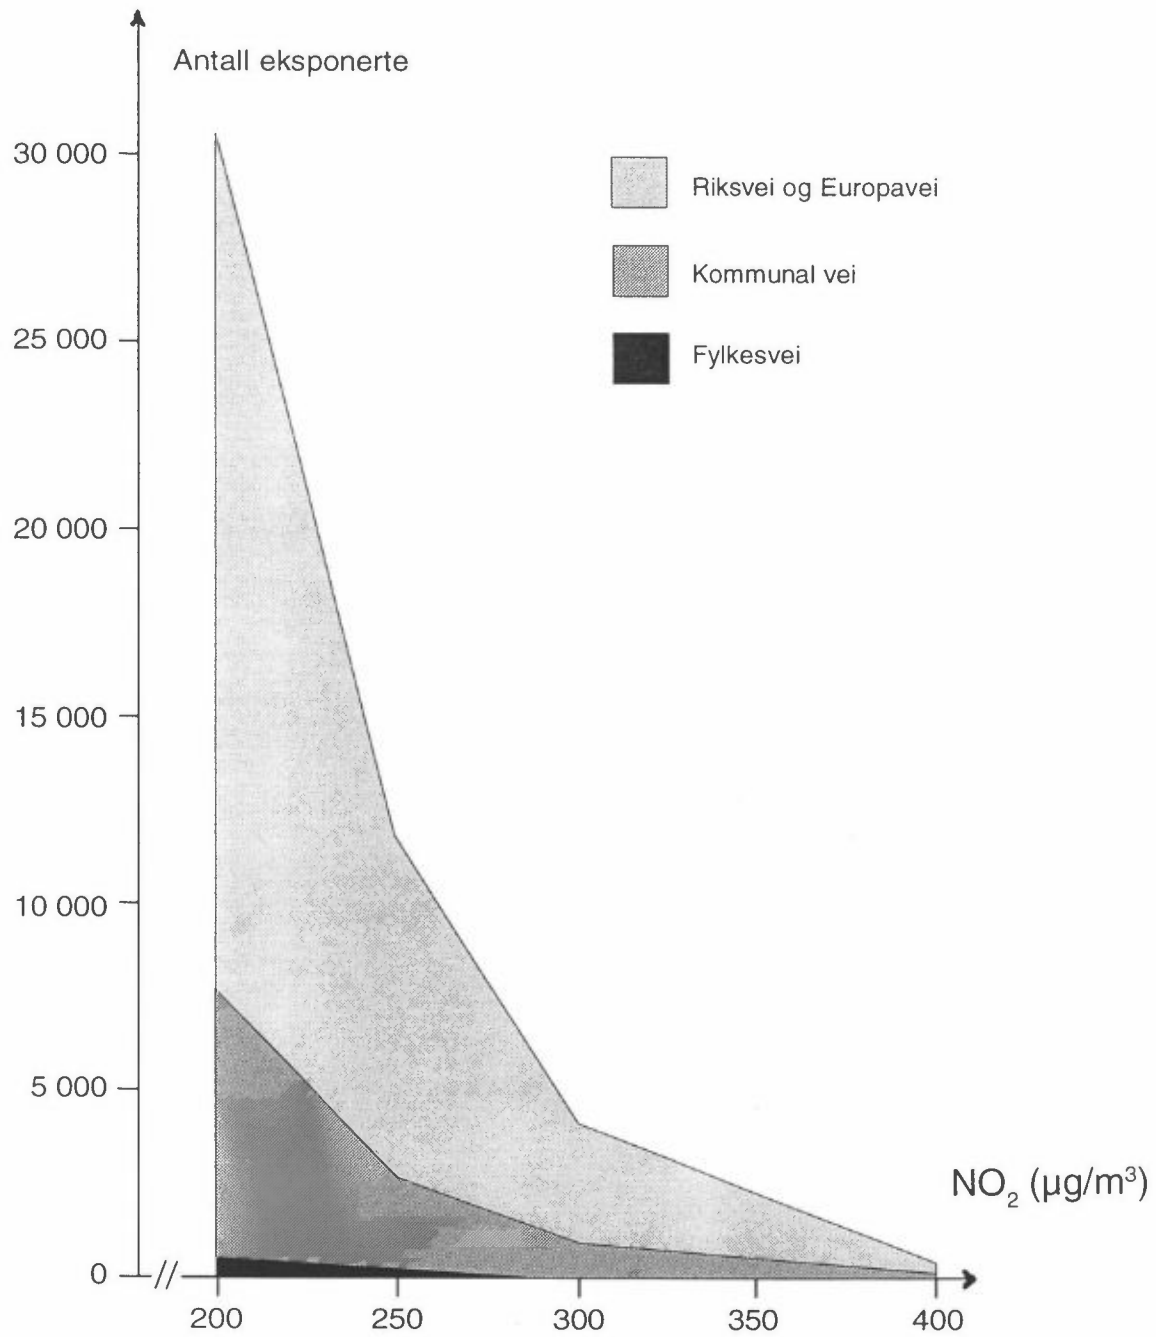 Antall eksponerte
30 000
25 000
20 000
15 000
10 000
5 000
0
Riksvei og Europavei
Kommunal vei
Fylkesvei
NO₂ (µg/m³)
200 250 300 350 400